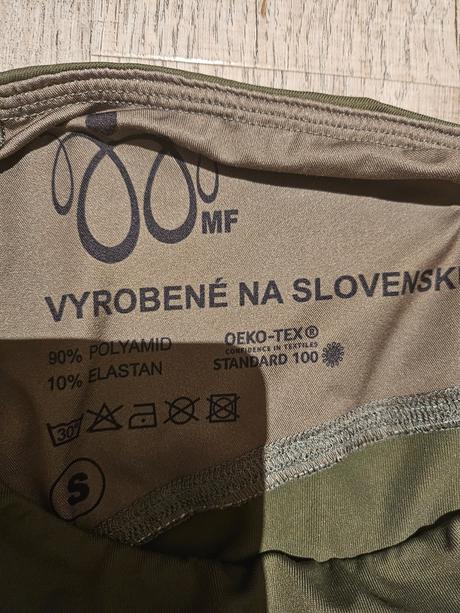 MF
VYROBENÉ NA SLOVENSKU
90% POLYAMID
10% ELASTAN
OEKO-TEX®
CONFIDENCE IN TEXTILES
STANDARD 100
30°
S